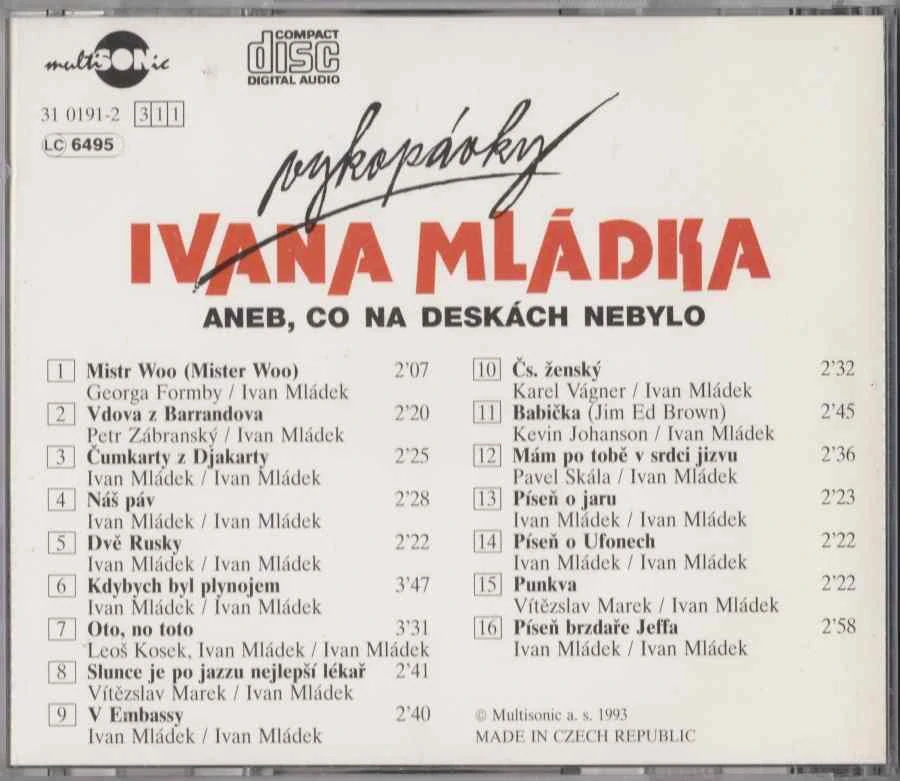 multiSONic
COMPACT
disc
DIGITAL AUDIO
31 0191-2 311
LC 6495
vykopávky
IVANA MLÁDKA
ANEB, CO NA DESKÁCH NEBYLO
1 Mistr Woo (Mister Woo) 2'07
Georga Formby / Ivan Mládek
2 Vdova z Barrandova 2'20
Petr Zábranský / Ivan Mládek
3 Čumkarty z Djakarty 2'25
Ivan Mládek / Ivan Mládek
4 Náš páv 2'28
Ivan Mládek / Ivan Mládek
5 Dvě Rusky 2'22
Ivan Mládek / Ivan Mládek
6 Kdybych byl plynojem 3'47
Ivan Mládek / Ivan Mládek
7 Oto, no toto 3'31
Leoš Kosek, Ivan Mládek / Ivan Mládek
8 Slunce je po jazzu nejlepší lékař 2'41
Vítězslav Marek / Ivan Mládek
9 V Embassy 2'40
Ivan Mládek / Ivan Mládek
10 Čs. ženský 2'32
Karel Vágner / Ivan Mládek
11 Babička (Jim Ed Brown) 2'45
Kevin Johanson / Ivan Mládek
12 Mám po tobě v srdci jizvu 2'36
Pavel Skála / Ivan Mládek
13 Píseň o jaru 2'23
Ivan Mládek / Ivan Mládek
14 Píseň o Ufonech 2'22
Ivan Mládek / Ivan Mládek
15 Punkva 2'22
Vítězslav Marek / Ivan Mládek
16 Píseň brzdaře Jeffa 2'58
Ivan Mládek / Ivan Mládek
© Multisonic a. s. 1993
MADE IN CZECH REPUBLIC